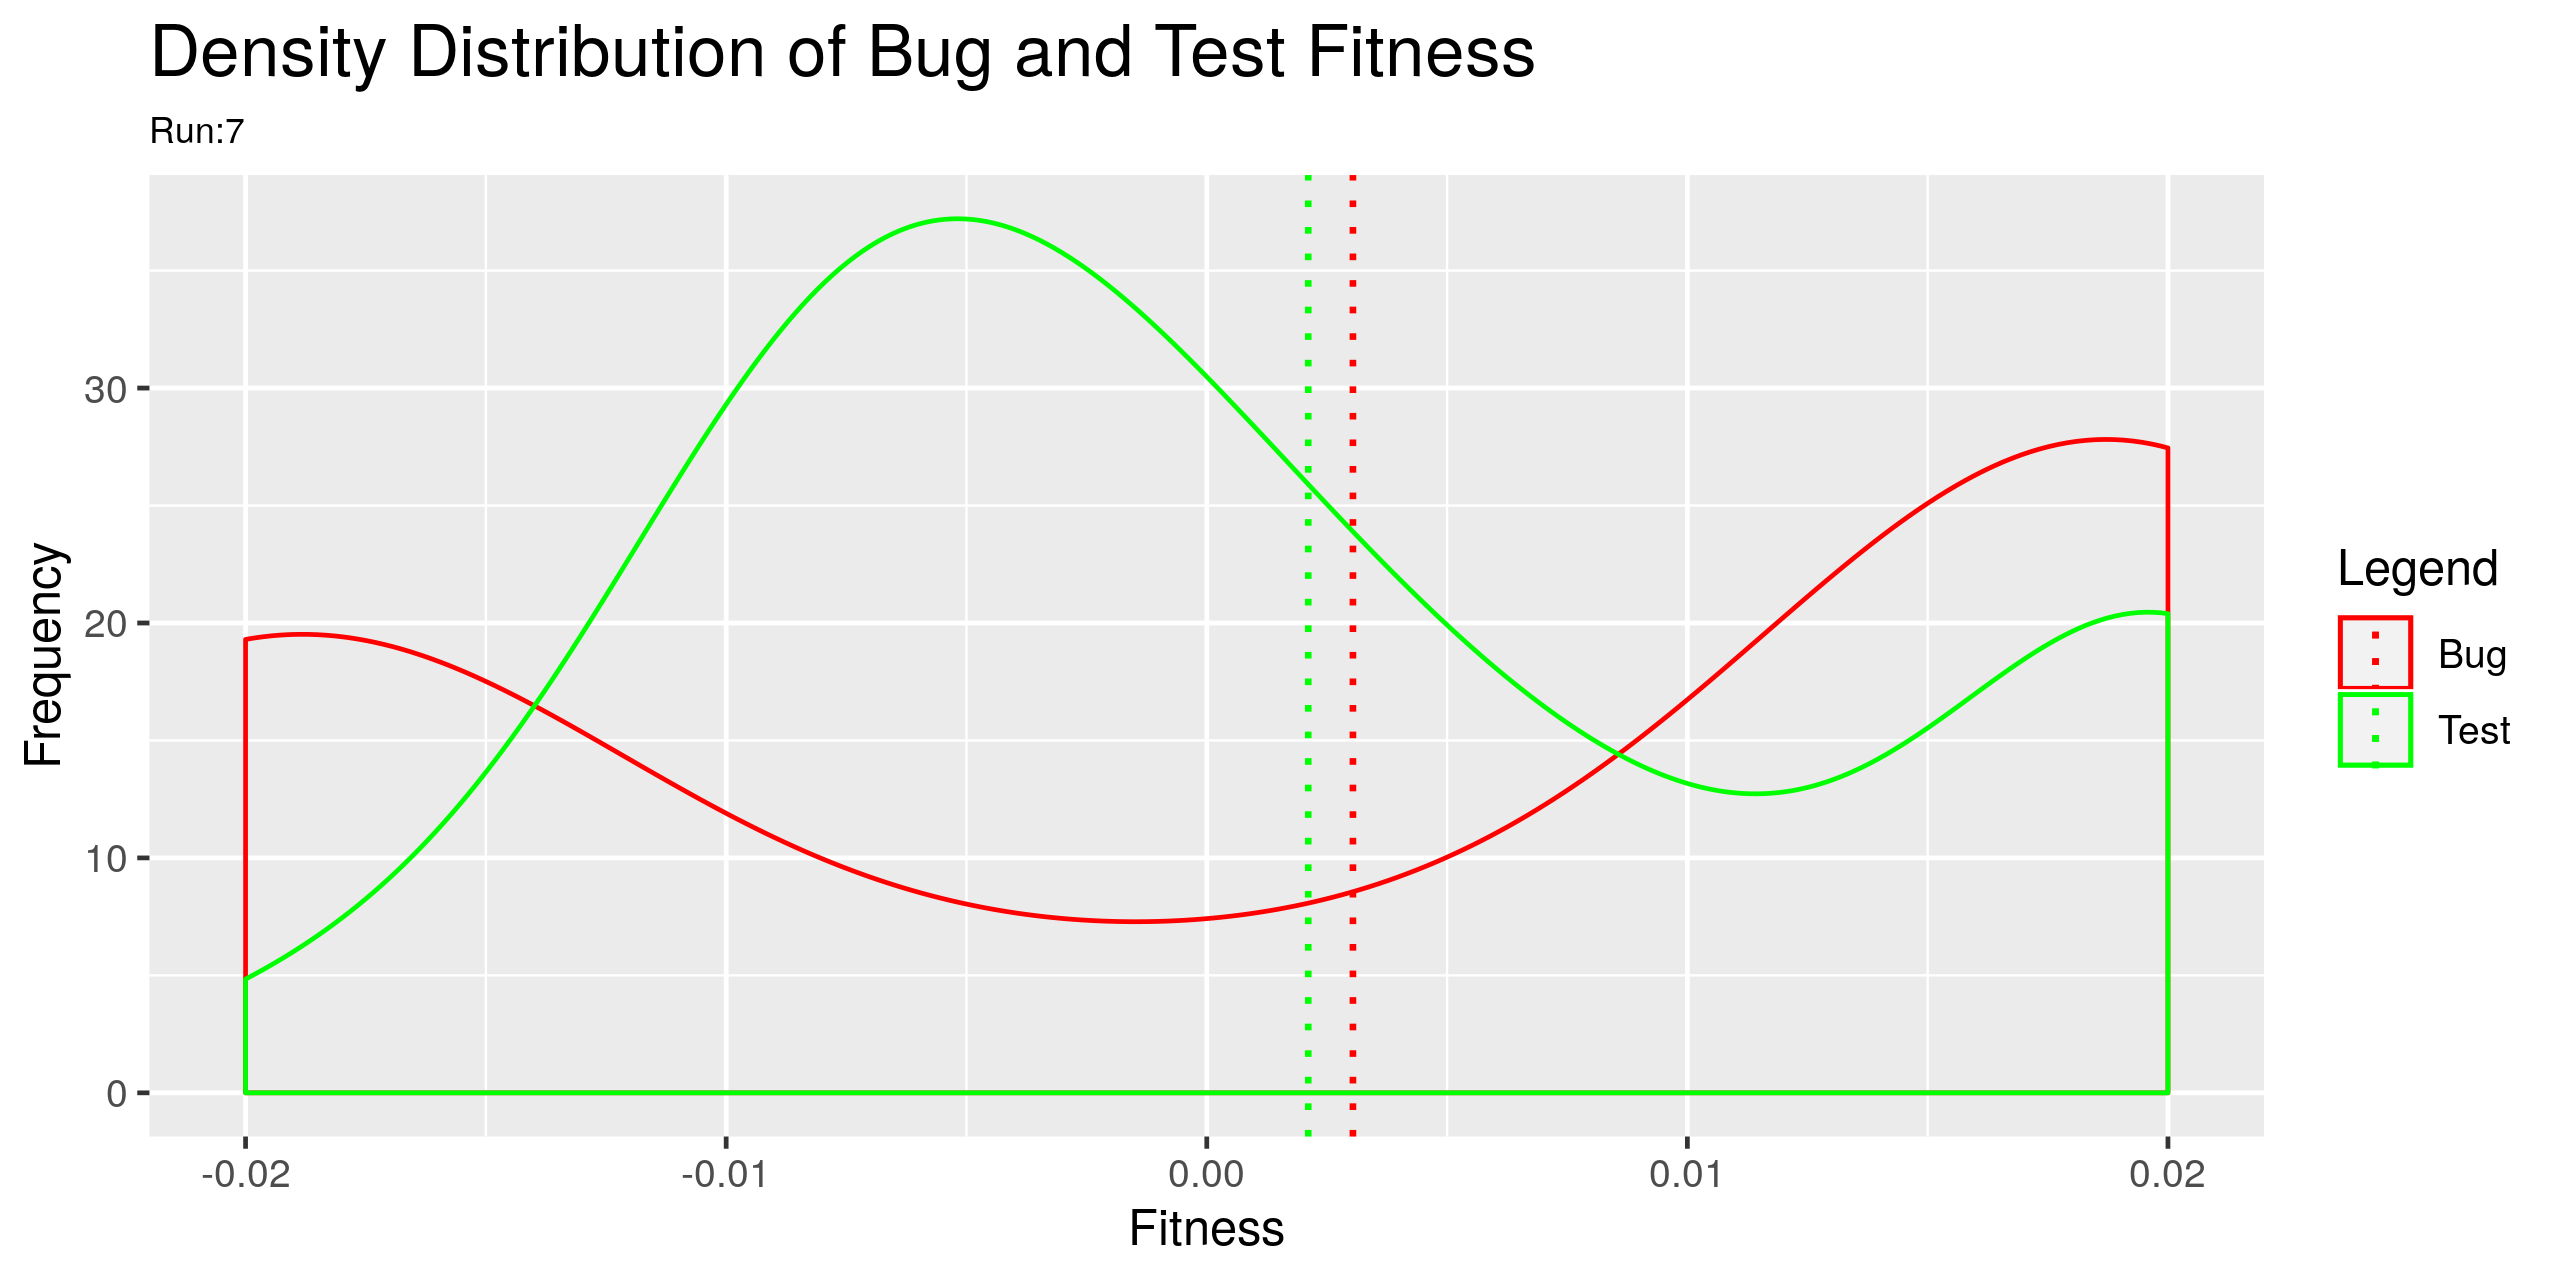 Density Distribution of Bug and Test Fitness
Run:7
Frequency
30
20
10
0
-0.02
-0.01
0.00
0.01
0.02
Fitness
Legend
Bug
Test